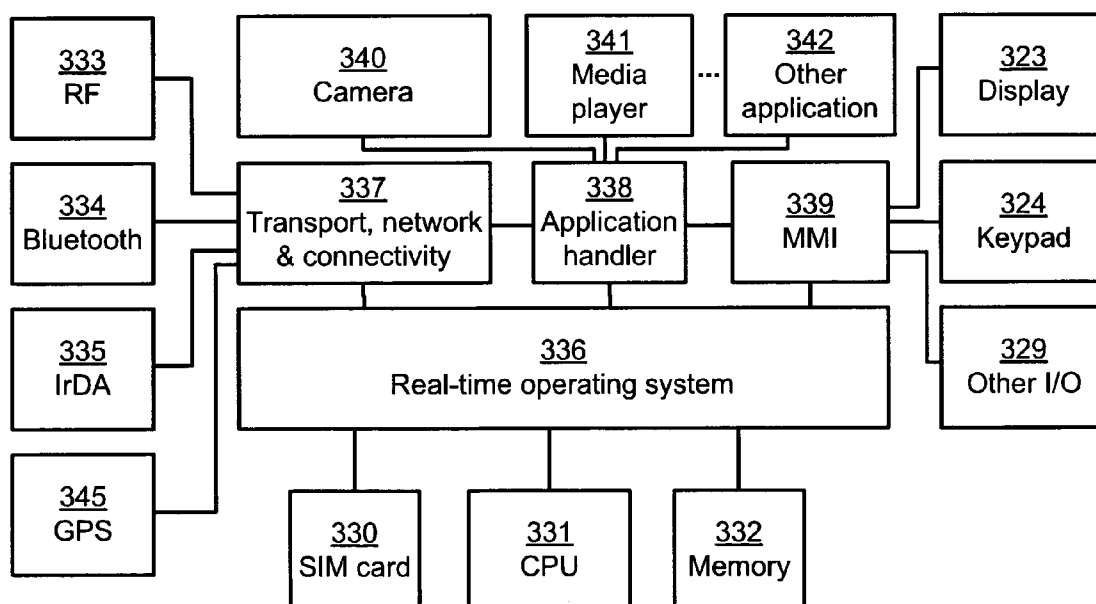 333
RF
340
Camera
341
Media
player
...
342
Other
application
323
Display
334
Bluetooth
337
Transport, network
& connectivity
338
Application
handler
339
MMI
324
Keypad
335
IrDA
336
Real-time operating system
329
Other I/O
345
GPS
330
SIM card
331
CPU
332
Memory